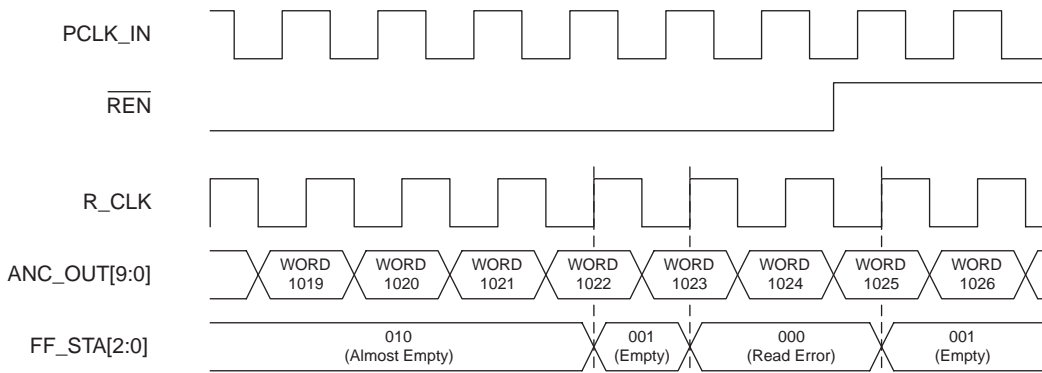 PCLK_IN
REN
R_CLK
ANC_OUT[9:0]
WORD
1019
WORD
1020
WORD
1021
WORD
1022
WORD
1023
WORD
1024
WORD
1025
WORD
1026
FF_STA[2:0]
010
(Almost Empty)
001
(Empty)
000
(Read Error)
001
(Empty)